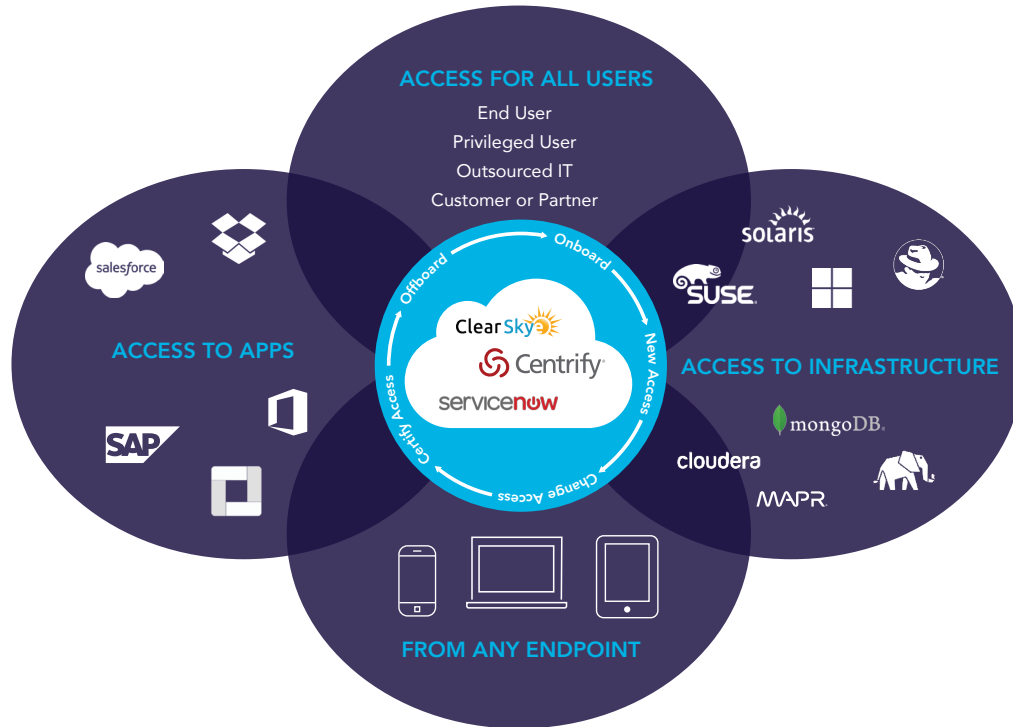 ACCESS FOR ALL USERS
End User
Privileged User
Outsourced IT
Customer or Partner
salesforce
ACCESS TO APPS
SAP
Offboard
Onboard
New Access
Change Access
Certify Access
ClearSkye
Centrify
servicenow
solaris
SUSE
ACCESS TO INFRASTRUCTURE
mongoDB
cloudera
MAPR
FROM ANY ENDPOINT